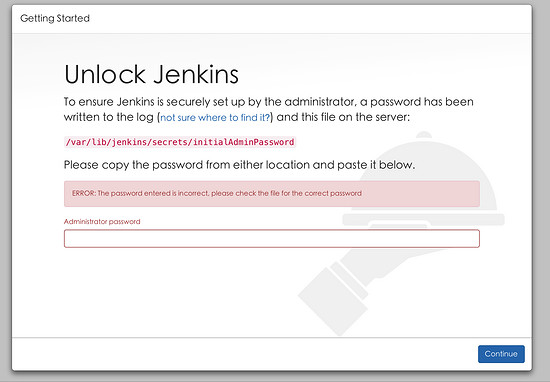 Getting Started
Unlock Jenkins
To ensure Jenkins is securely set up by the administrator, a password has been
written to the log (not sure where to find it?) and this file on the server:
/var/lib/jenkins/secrets/initialAdminPassword
Please copy the password from either location and paste it below.
ERROR: The password entered is incorrect, please check the file for the correct password
Administrator password
Continue